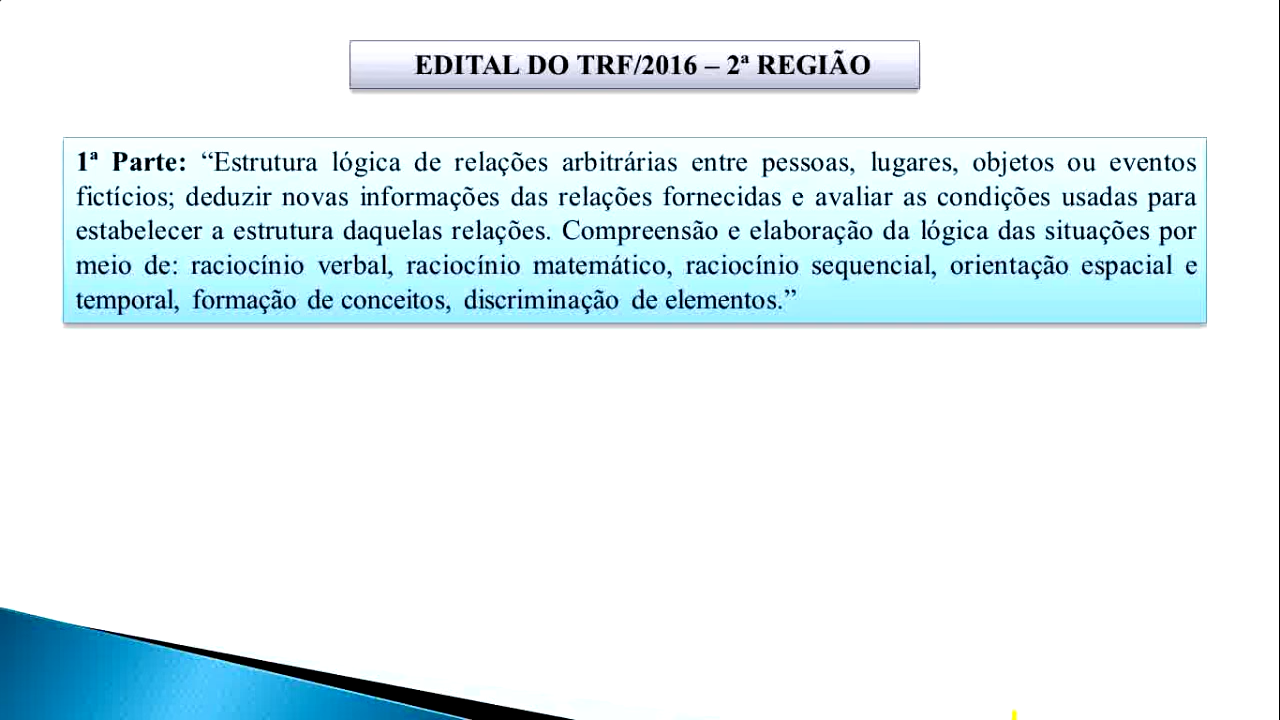 EDITAL DO TRF/2016 – 2ª REGIÃO
1ª Parte: “Estrutura lógica de relações arbitrárias entre pessoas, lugares, objetos ou eventos
fictícios; deduzir novas informações das relações fornecidas e avaliar as condições usadas para
estabelecer a estrutura daquelas relações. Compreensão e elaboração da lógica das situações por
meio de: raciocínio verbal, raciocínio matemático, raciocínio sequencial, orientação espacial e
temporal, formação de conceitos, discriminação de elementos.”